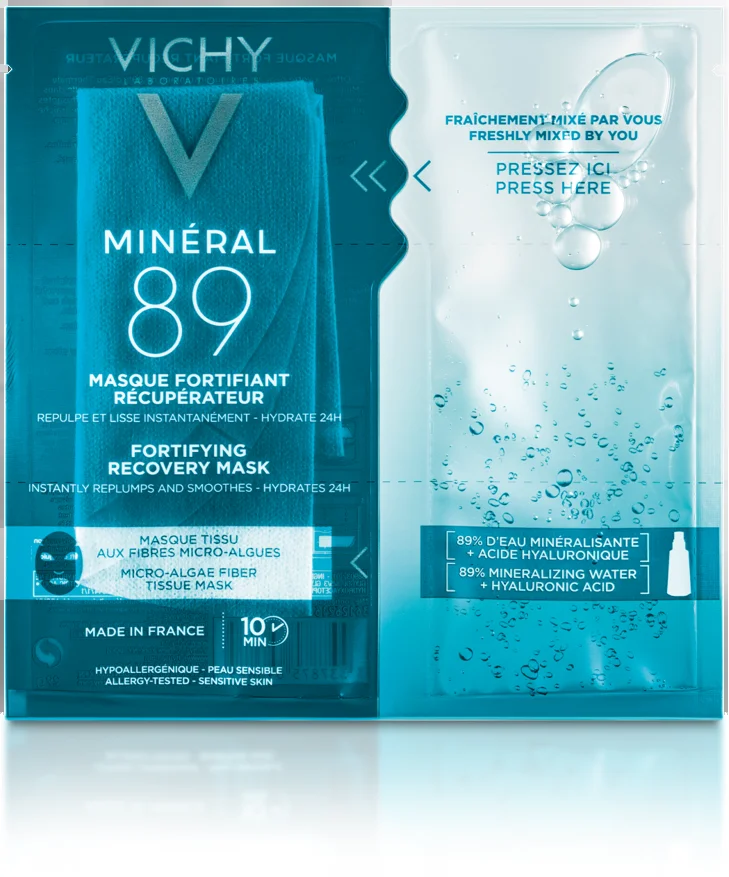 VICHY
LABORATOIRES
MINÉRAL
89
MASQUE FORTIFIANT
RÉCUPÉRATEUR
REPULPE ET LISSE INSTANTANÉMENT - HYDRATE 24H
FORTIFYING
RECOVERY MASK
INSTANTLY REPLUMPS AND SMOOTHES - HYDRATES 24H
MASQUE TISSU
AUX FIBRES MICRO-ALGUES
MICRO-ALGAE FIBER
TISSUE MASK
MADE IN FRANCE
10
MIN
HYPOALLERGÉNIQUE - PEAU SENSIBLE
ALLERGY-TESTED - SENSITIVE SKIN
FRAÎCHEMENT MIXÉ PAR VOUS
FRESHLY MIXED BY YOU
PRESSEZ ICI
PRESS HERE
89% D'EAU MINÉRALISANTE
+ ACIDE HYALURONIQUE
89% MINERALIZING WATER
+ HYALURONIC ACID